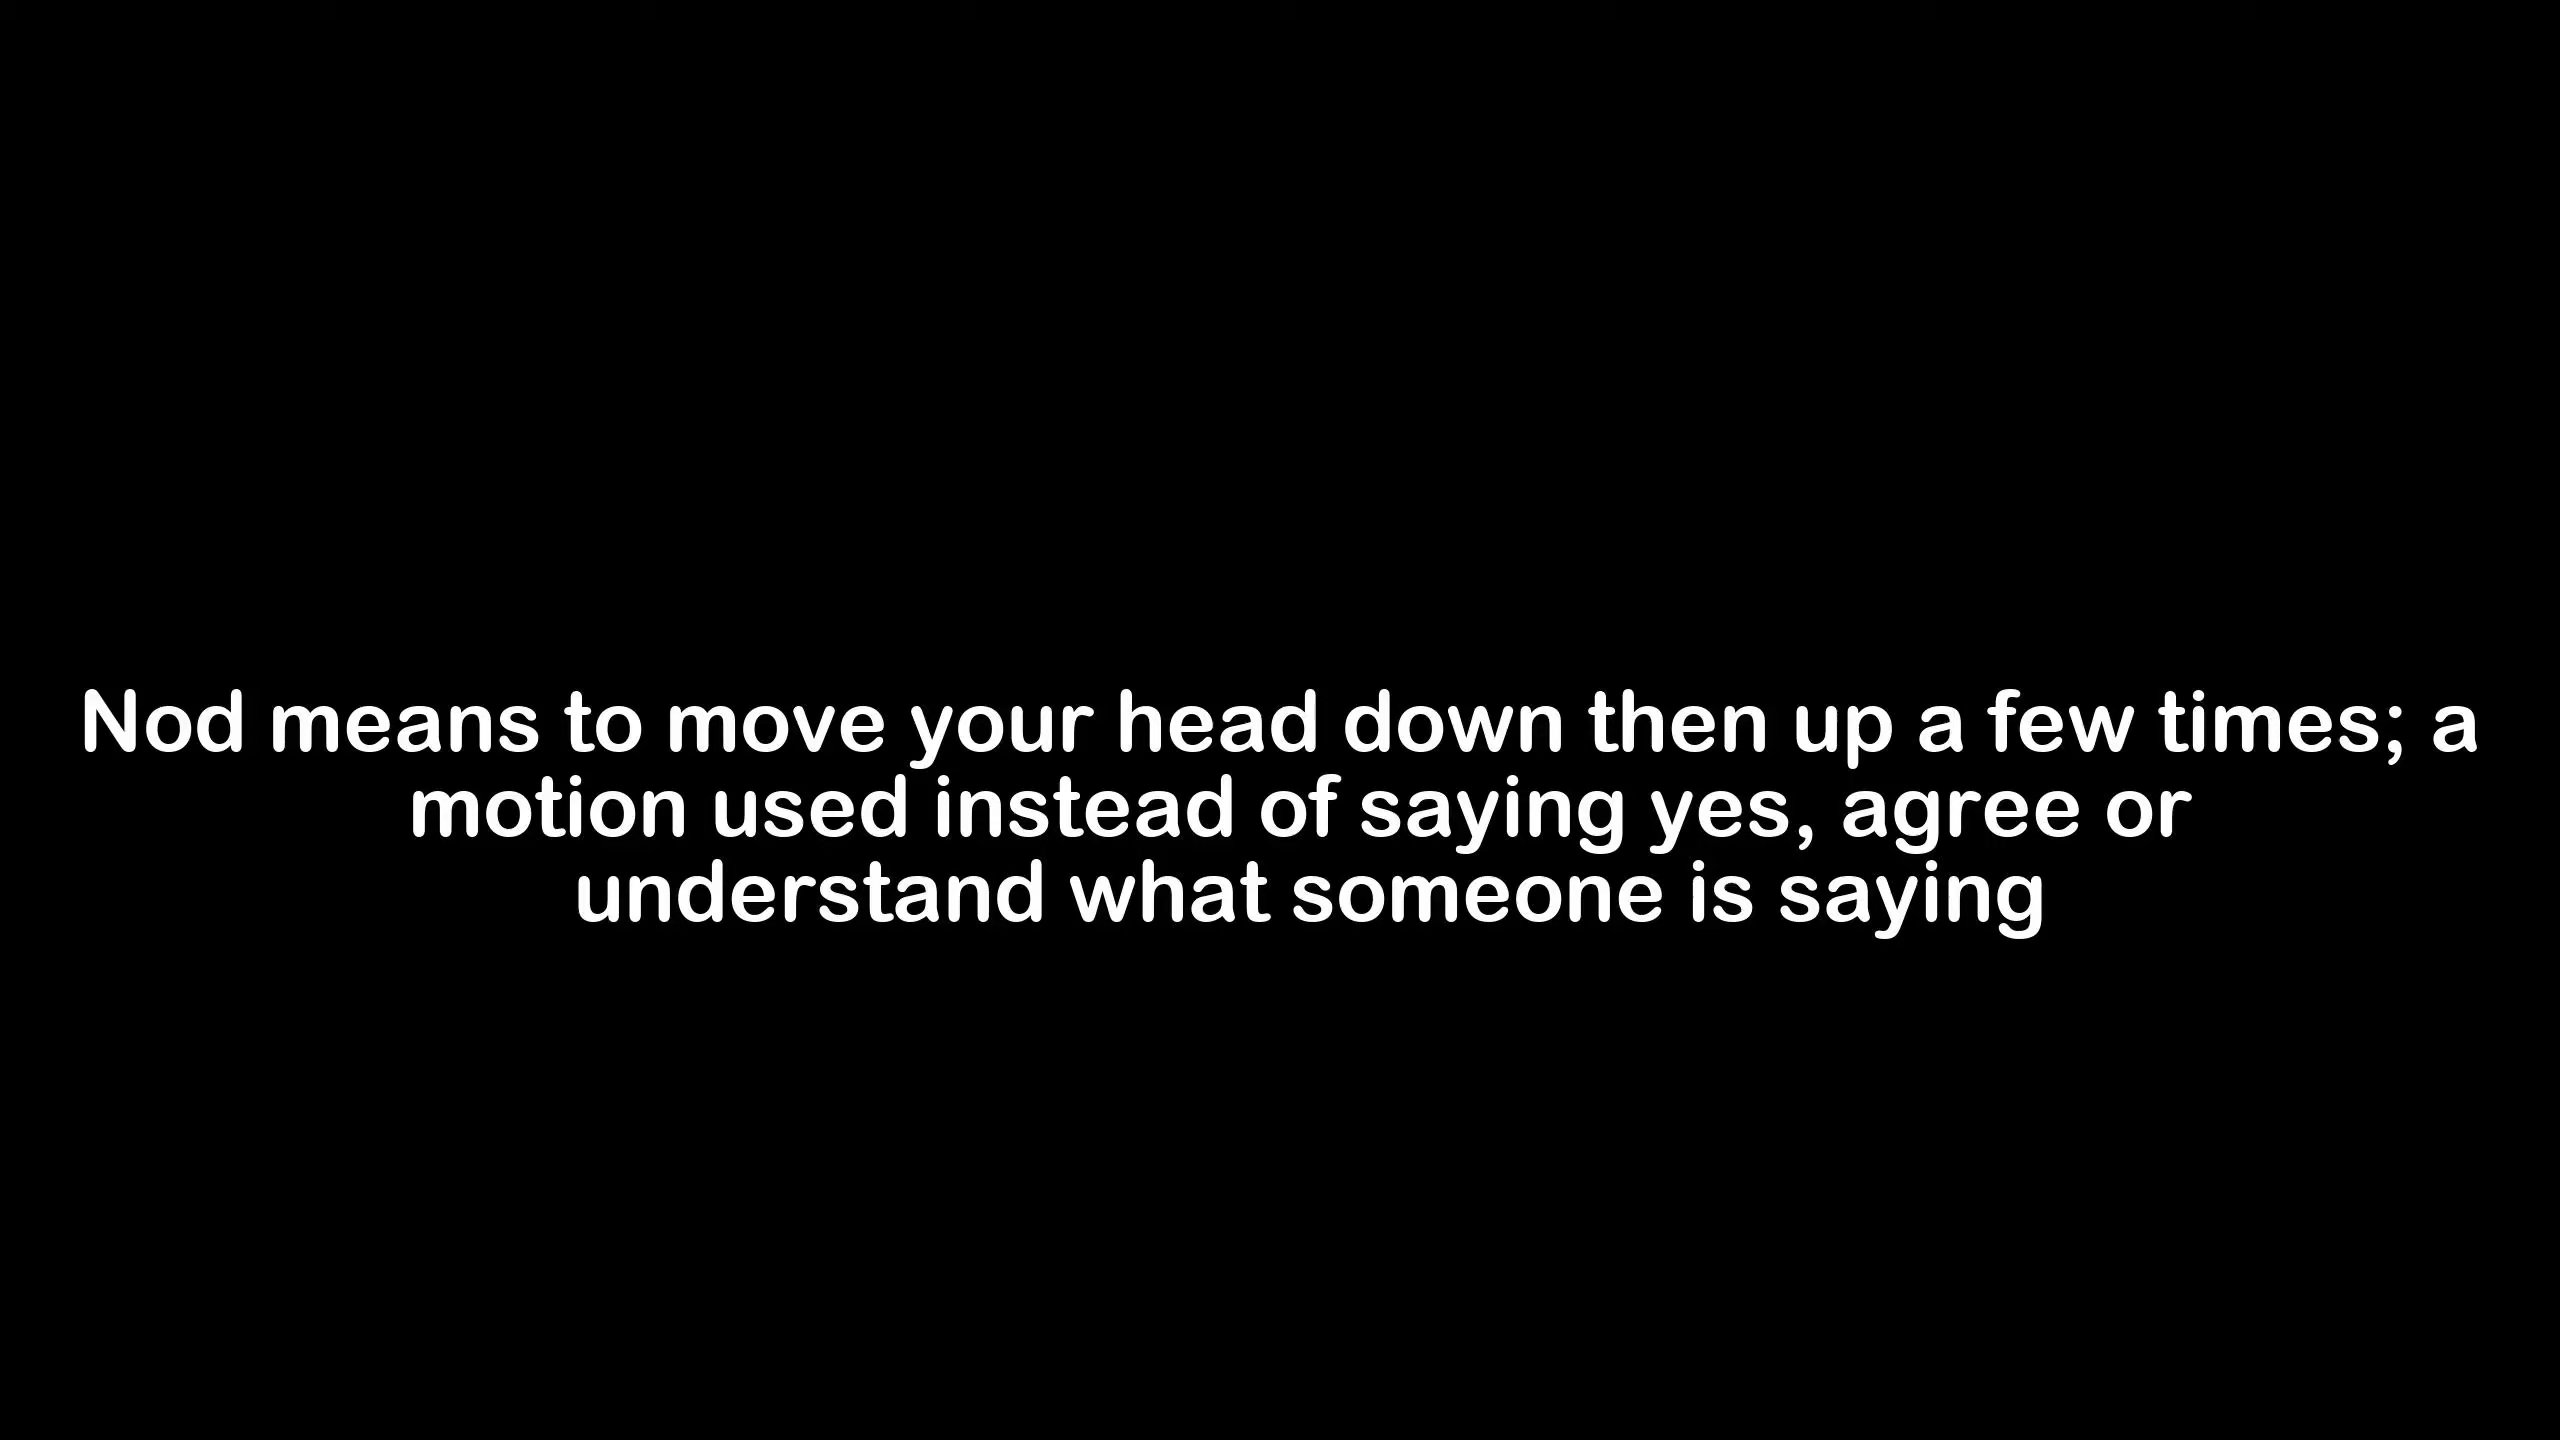 Nod means to move your head down then up a few times; a
motion used instead of saying yes, agree or
understand what someone is saying